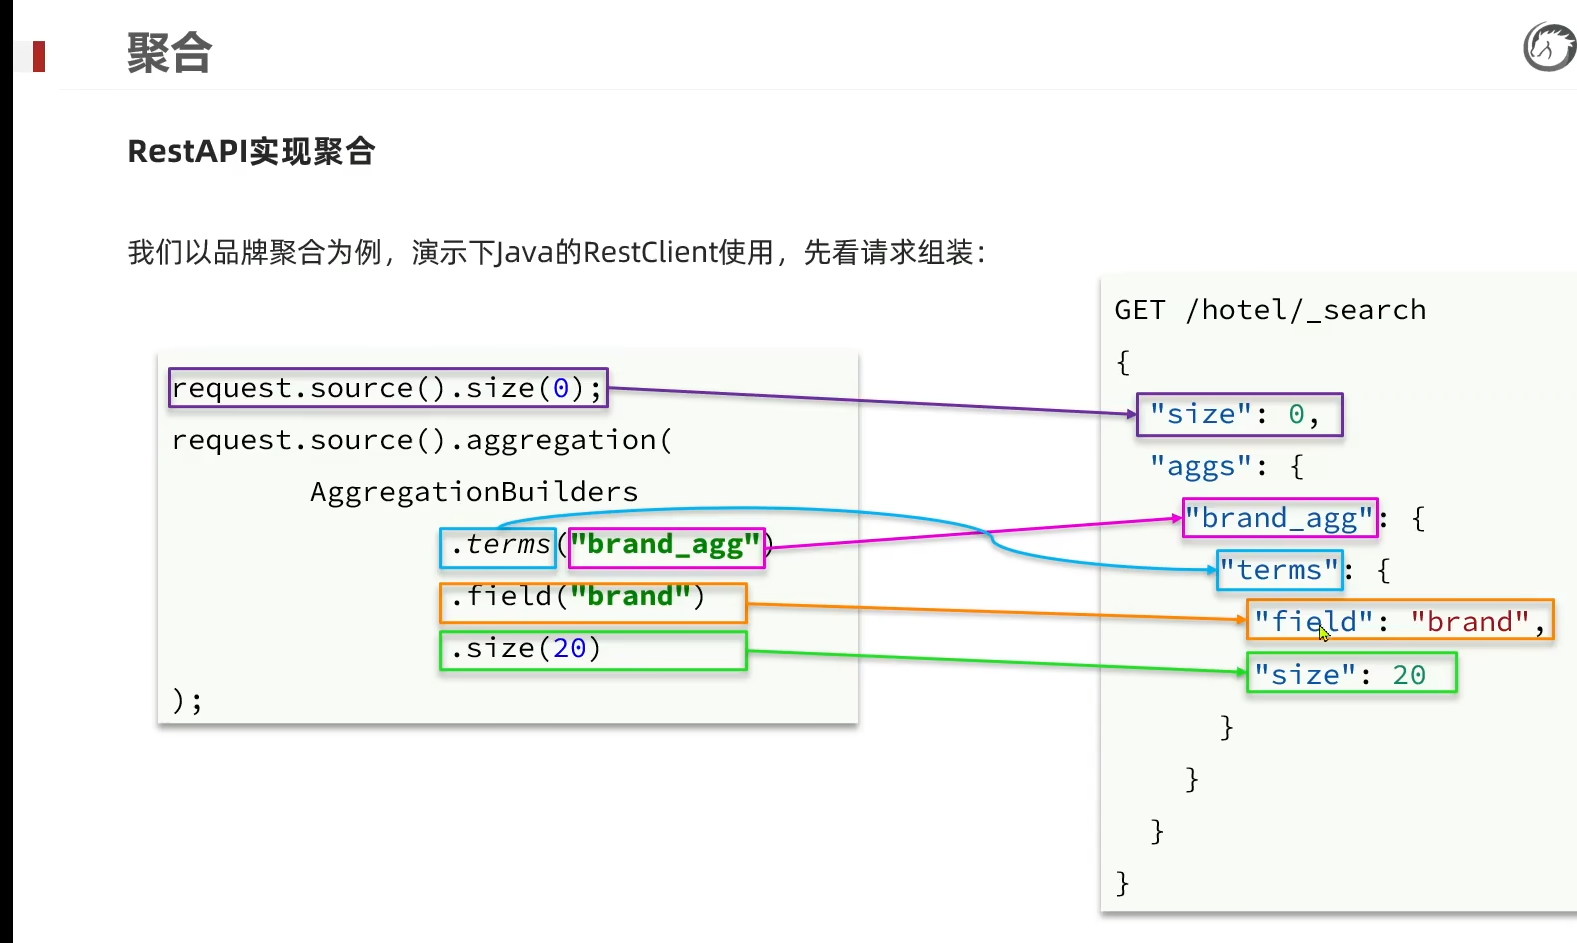 聚合
RestAPI实现聚合
我们以品牌聚合为例，演示下Java的RestClient使用，先看请求组装：
request.source().size(0);
request.source().aggregation(
AggregationBuilders
.terms("brand_agg")
.field("brand")
.size(20)
);
GET /hotel/_search
{
"size": 0,
"aggs": {
"brand_agg": {
"terms": {
"field": "brand",
"size": 20
}
}
}
}